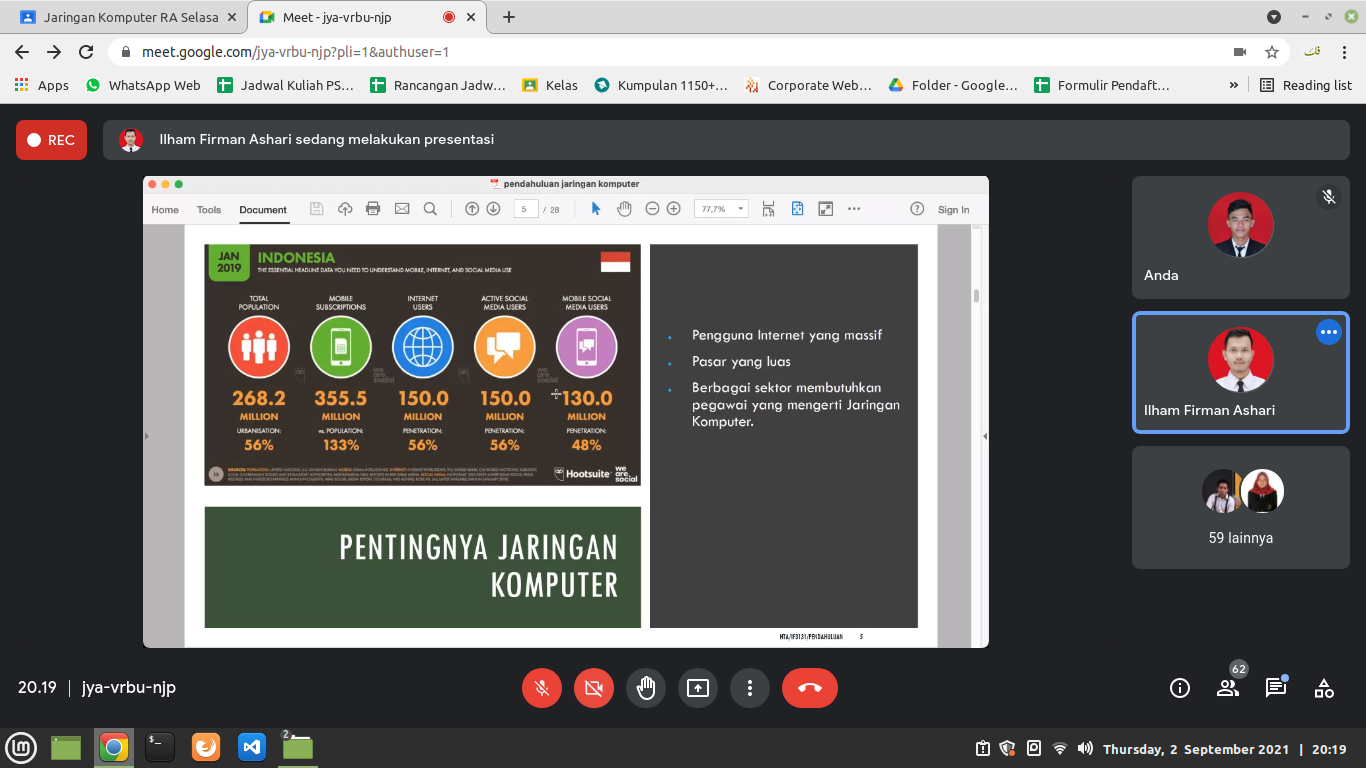 Jaringan Komputer RA Selasa
Meet - jya-vrbu-njp
meet.google.com/jya-vrbu-njp?pli=1&authuser=1
Apps
WhatsApp Web
Jadwal Kuliah PS...
Rancangan Jadw...
Kelas
Kumpulan 1150+...
Corporate Web...
Folder - Google...
Formulir Pendaft...
»
Reading list
REC
Ilham Firman Ashari sedang melakukan presentasi
pendahuluan jaringan komputer
Home
Tools
Document
5 / 28
77,7%
Sign In
JAN
2019
INDONESIA
THE ESSENTIAL HEADLINE DATA YOU NEED TO UNDERSTAND MOBILE, INTERNET, AND SOCIAL MEDIA USE
TOTAL
POPULATION
268.2
MILLION
URBANISATION:
56%
MOBILE
SUBSCRIPTIONS
355.5
MILLION
vs. POPULATION:
133%
INTERNET
USERS
150.0
MILLION
PENETRATION:
56%
ACTIVE SOCIAL
MEDIA USERS
150.0
MILLION
PENETRATION:
56%
MOBILE SOCIAL
MEDIA USERS
130.0
MILLION
PENETRATION:
48%
Hootsuite
we
are
social
PENTINGNYA JARINGAN
KOMPUTER
• Pengguna Internet yang massif
• Pasar yang luas
• Berbagai sektor membutuhkan
pegawai yang mengerti Jaringan
Komputer.
HTA/IF3131/PENDAHULUAN 5
Anda
Ilham Firman Ashari
59 lainnya
20.19 | jya-vrbu-njp
62
2
Thursday, 2 September 2021 | 20:19